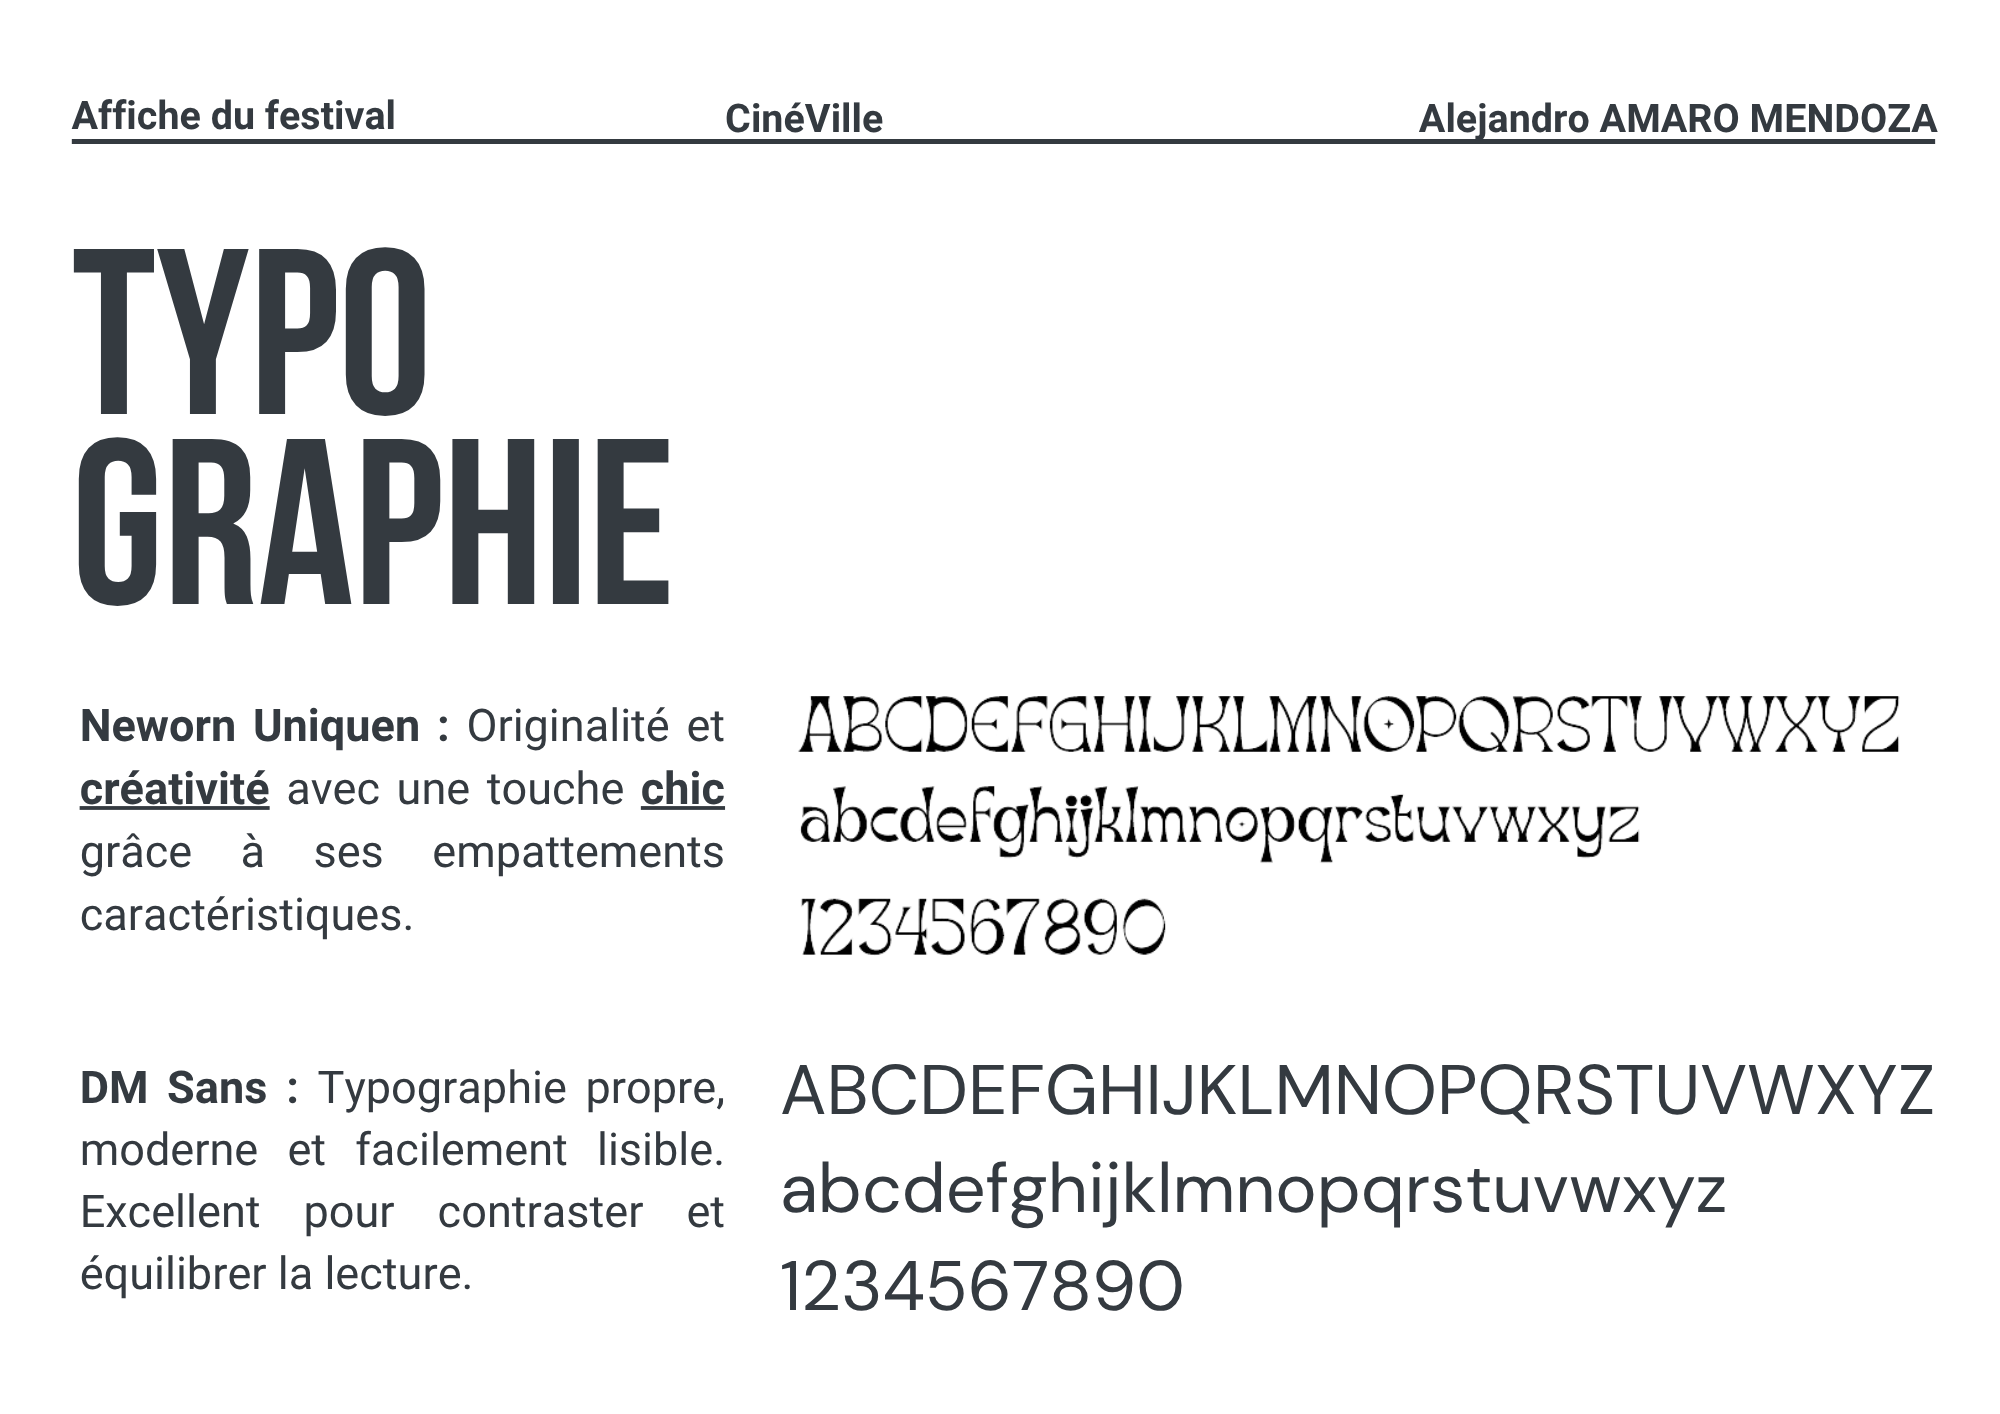 Affiche du festival CinéVille Alejandro AMARO MENDOZA
TYPO
GRAPHIE
Neworn Uniquen : Originalité et
créativité avec une touche chic
grâce à ses empattements
caractéristiques.
ABCDEFGHIJKLMNOPQRSTUVWXYZ
abcdefghijklmnopqrstuvwxyz
1234567890
DM Sans : Typographie propre,
moderne et facilement lisible.
Excellent pour contraster et
équilibrer la lecture.
ABCDEFGHIJKLMNOPQRSTUVWXYZ
abcdefghijklmnopqrstuvwxyz
1234567890